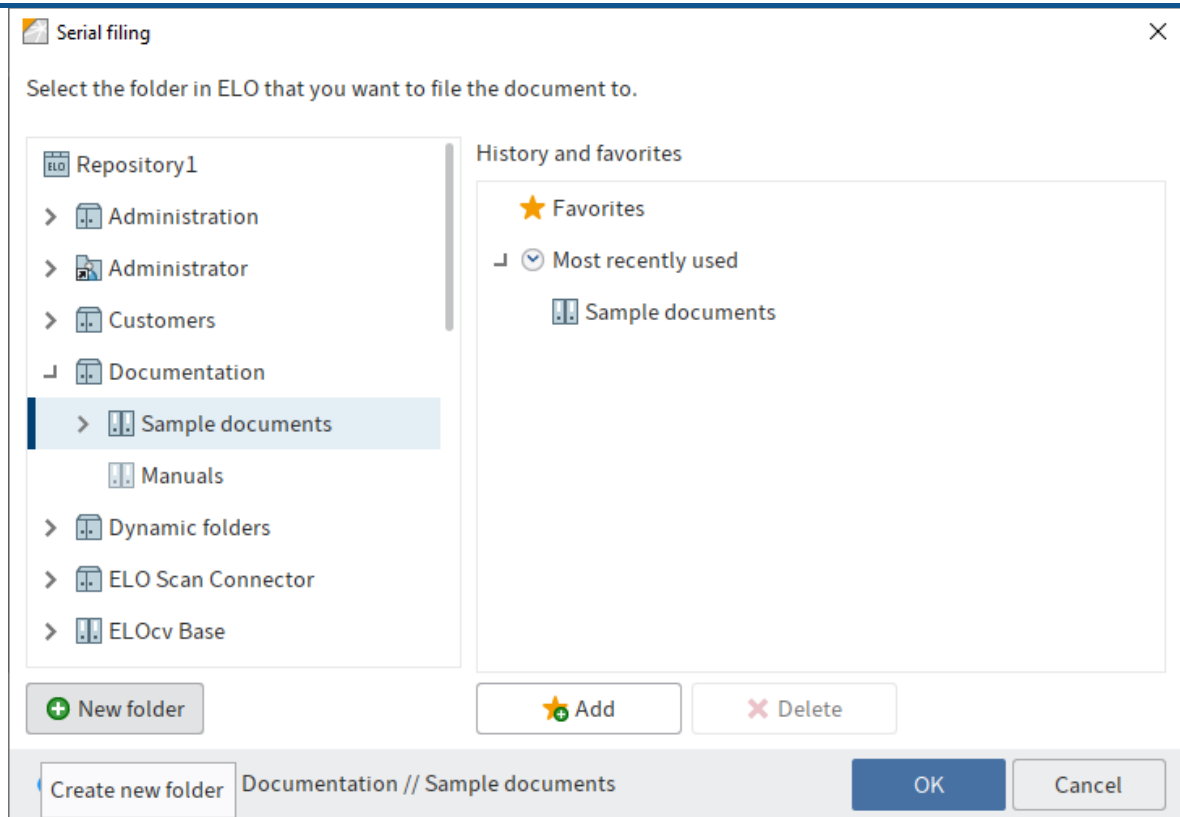 Serial filing
Select the folder in ELO that you want to file the document to.
ELO Repository1
Administration
Administrator
Customers
Documentation
Sample documents
Manuals
Dynamic folders
ELO Scan Connector
ELOcv Base
New folder
History and favorites
Favorites
Most recently used
Sample documents
Add
Delete
Create new folder
Documentation // Sample documents
OK
Cancel